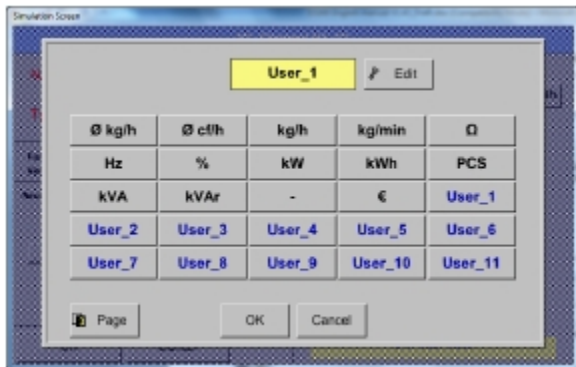 Simulation Screen
User_1 Edit
Ø kg/h Ø cf/h kg/h kg/min Ω
Hz % kW kWh PCS
kVA kVAr - € User_1
User_2 User_3 User_4 User_5 User_6
User_7 User_8 User_9 User_10 User_11
Page OK Cancel